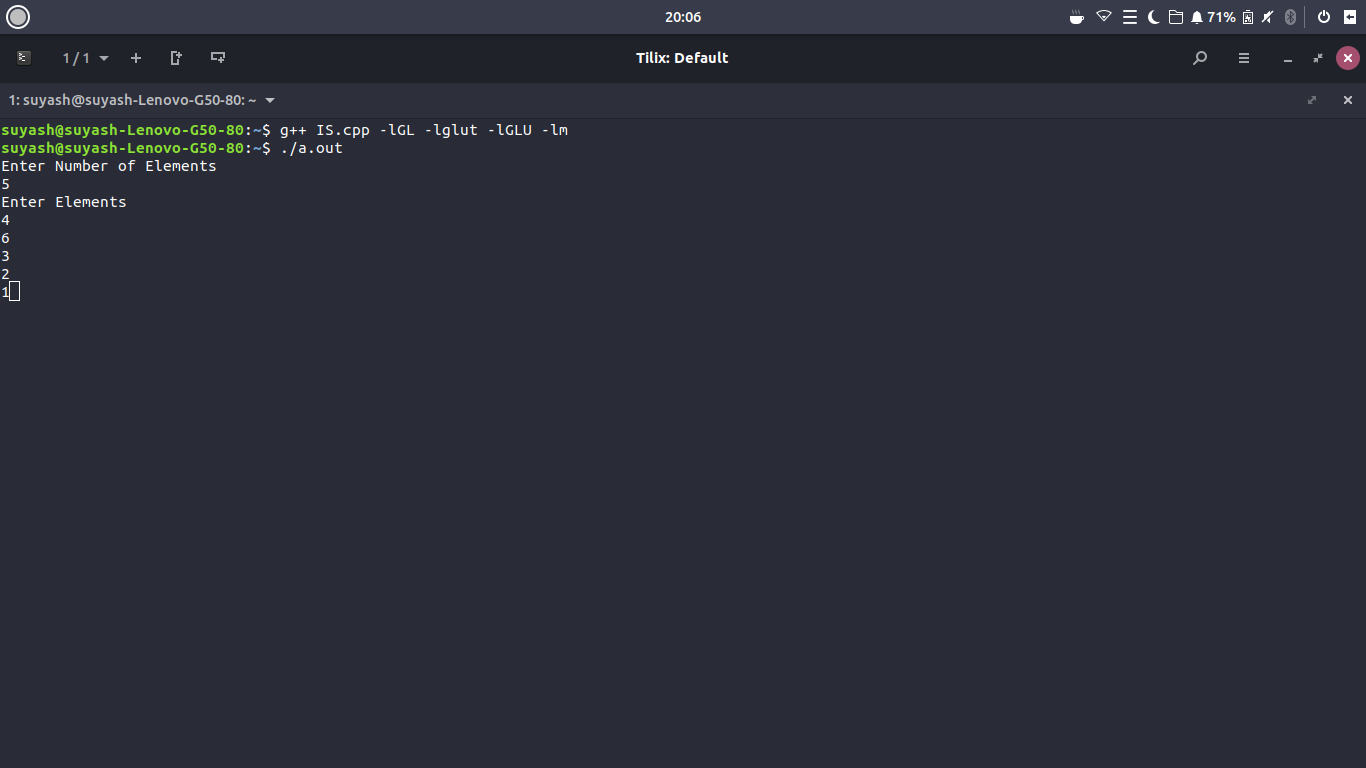 20:06
71%
1 / 1
Tilix: Default
1: suyash@suyash-Lenovo-G50-80: ~
suyash@suyash-Lenovo-G50-80:~$ g++ IS.cpp -lGL -lglut -lGLU -lm
suyash@suyash-Lenovo-G50-80:~$ ./a.out
Enter Number of Elements
5
Enter Elements
4
6
3
2
1